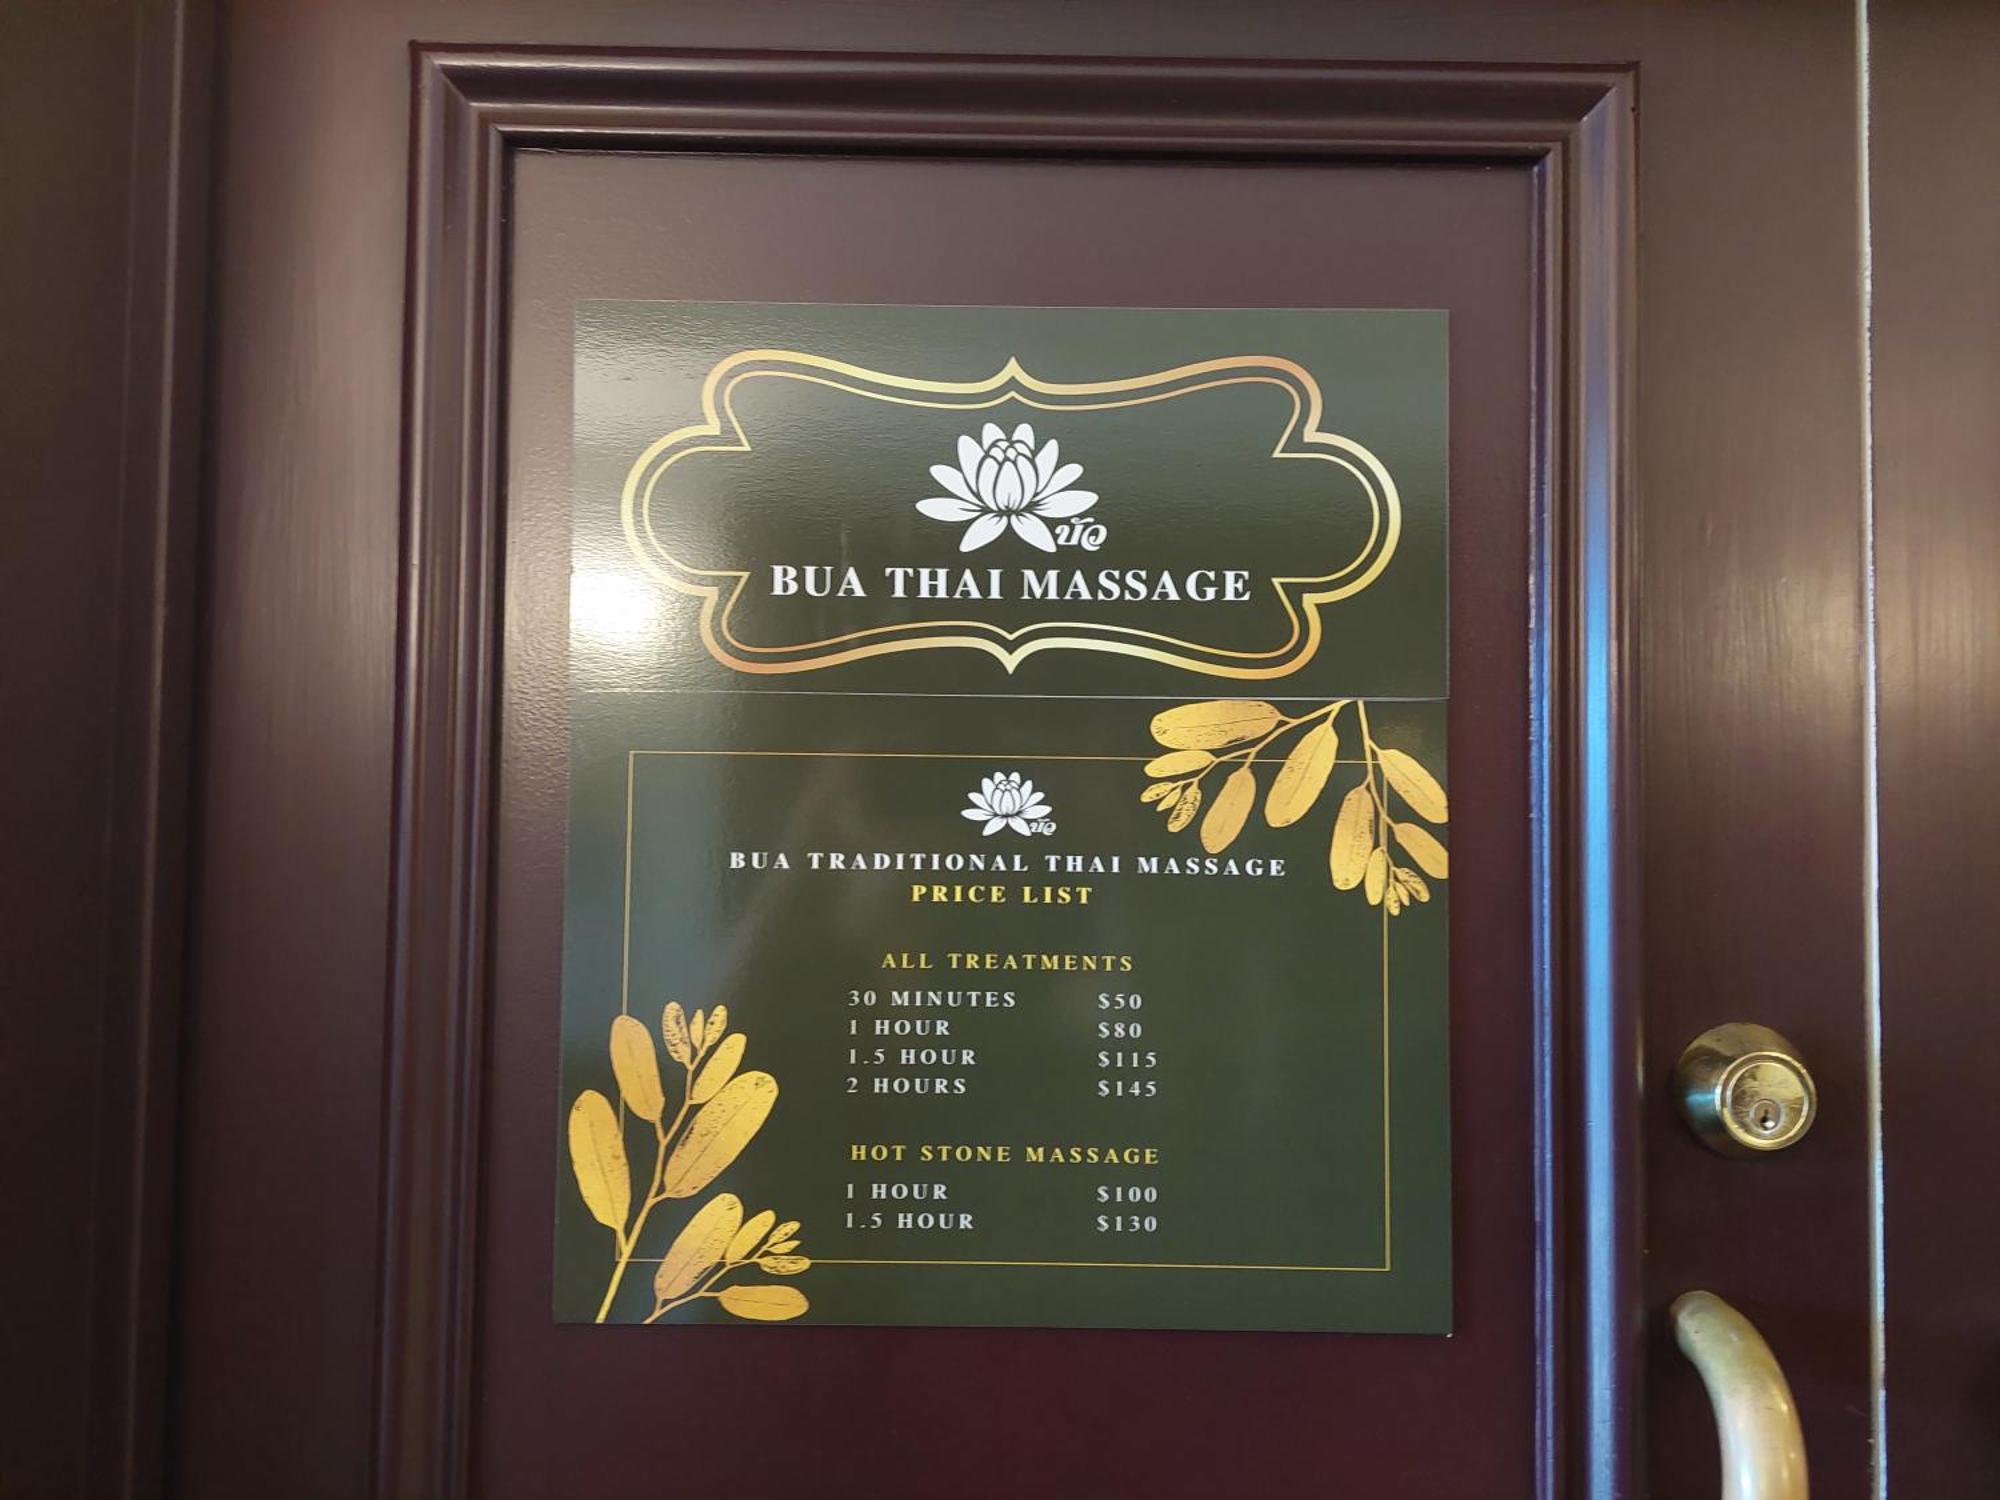 บัว
BUA THAI MASSAGE
บัว
BUA TRADITIONAL THAI MASSAGE
PRICE LIST
ALL TREATMENTS
30 MINUTES $50
1 HOUR $80
1.5 HOUR $115
2 HOURS $145
HOT STONE MASSAGE
1 HOUR $100
1.5 HOUR $130